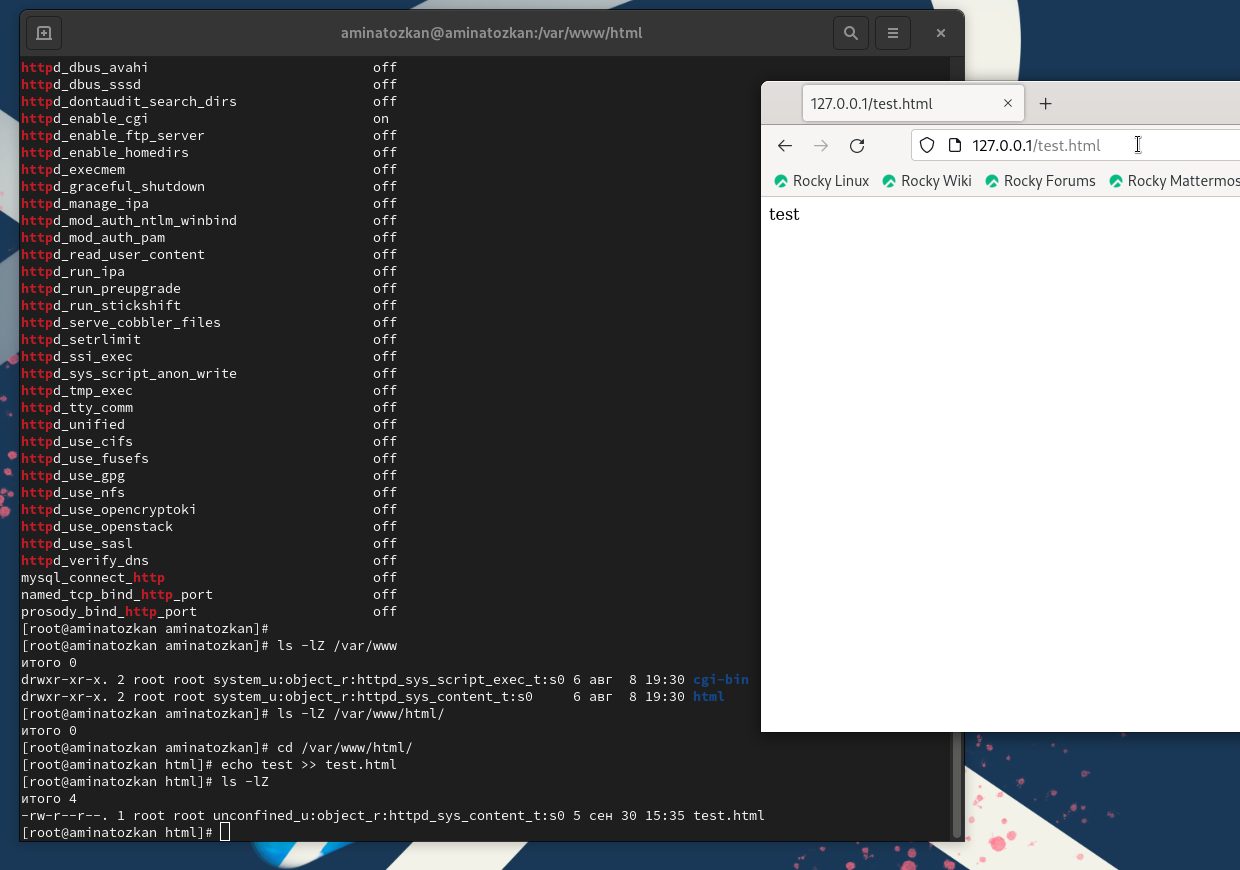 aminatozkan@aminatozkan:/var/www/html
httpd_dbus_avahi off
httpd_dbus_sssd off
httpd_dontaudit_search_dirs off
httpd_enable_cgi on
httpd_enable_ftp_server off
httpd_enable_homedirs off
httpd_execmem off
httpd_graceful_shutdown off
httpd_manage_ipa off
httpd_mod_auth_ntlm_winbind off
httpd_mod_auth_pam off
httpd_read_user_content off
httpd_run_ipa off
httpd_run_preupgrade off
httpd_run_stickshift off
httpd_serve_cobbler_files off
httpd_setrlimit off
httpd_ssi_exec off
httpd_sys_script_anon_write off
httpd_tmp_exec off
httpd_tty_comm off
httpd_unified off
httpd_use_cifs off
httpd_use_fusefs off
httpd_use_gpg off
httpd_use_nfs off
httpd_use_opencryptoki off
httpd_use_openstack off
httpd_use_sasl off
httpd_verify_dns off
mysql_connect_http off
named_tcp_bind_http_port off
prosody_bind_http_port off
[root@aminatozkan aminatozkan]#
[root@aminatozkan aminatozkan]# ls -lZ /var/www
итого 0
drwxr-xr-x. 2 root root system_u:object_r:httpd_sys_script_exec_t:s0 6 авг 8 19:30 cgi-bin
drwxr-xr-x. 2 root root system_u:object_r:httpd_sys_content_t:s0 6 авг 8 19:30 html
[root@aminatozkan aminatozkan]# ls -lZ /var/www/html/
итого 0
[root@aminatozkan aminatozkan]# cd /var/www/html/
[root@aminatozkan html]# echo test >> test.html
[root@aminatozkan html]# ls -lZ
итого 4
-rw-r--r--. 1 root root unconfined_u:object_r:httpd_sys_content_t:s0 5 сен 30 15:35 test.html
[root@aminatozkan html]#
127.0.0.1/test.html
127.0.0.1/test.html
Rocky Linux Rocky Wiki Rocky Forums Rocky Mattermos
test